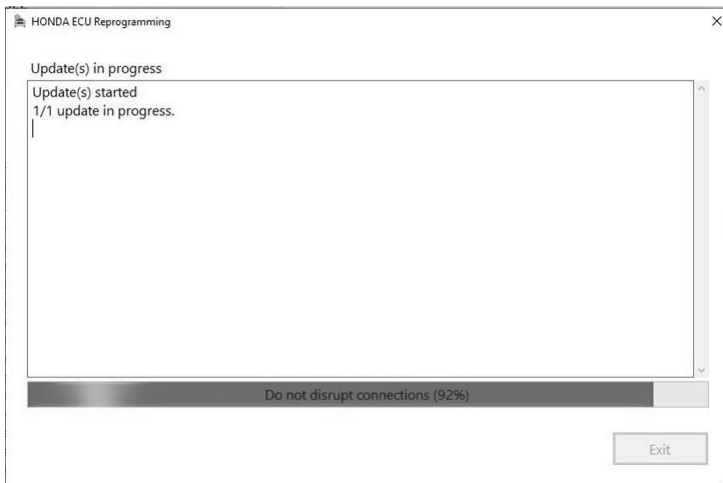 HONDA ECU Reprogramming
Update(s) in progress
Update(s) started
1/1 update in progress.
Do not disrupt connections (92%)
Exit